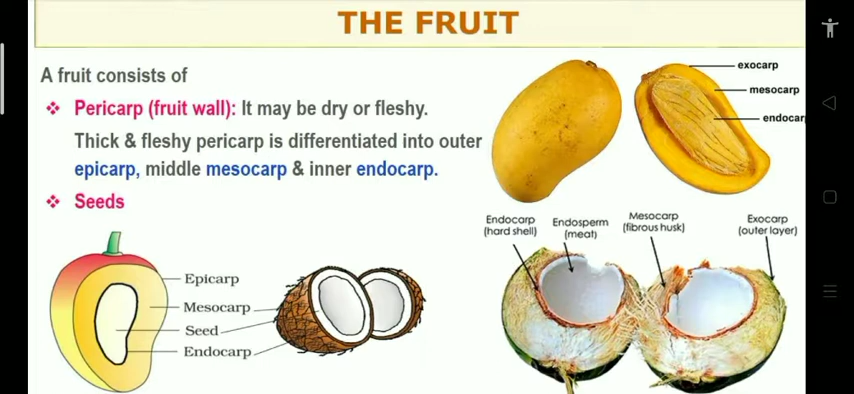 THE FRUIT
A fruit consists of
❖ Pericarp (fruit wall): It may be dry or fleshy.
Thick & fleshy pericarp is differentiated into outer
epicarp, middle mesocarp & inner endocarp.
❖ Seeds
exocarp
mesocarp
endocarp
Endocarp
(hard shell)
Endosperm
(meat)
Mesocarp
(fibrous husk)
Exocarp
(outer layer)
Epicarp
Mesocarp
Seed
Endocarp